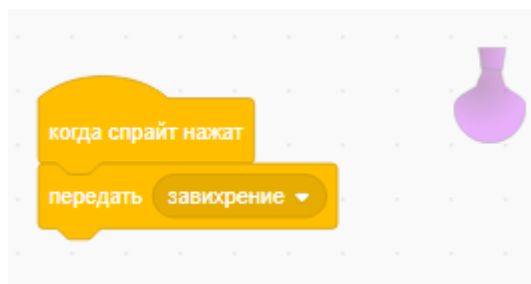 когда спрайт нажат
передать завихрение